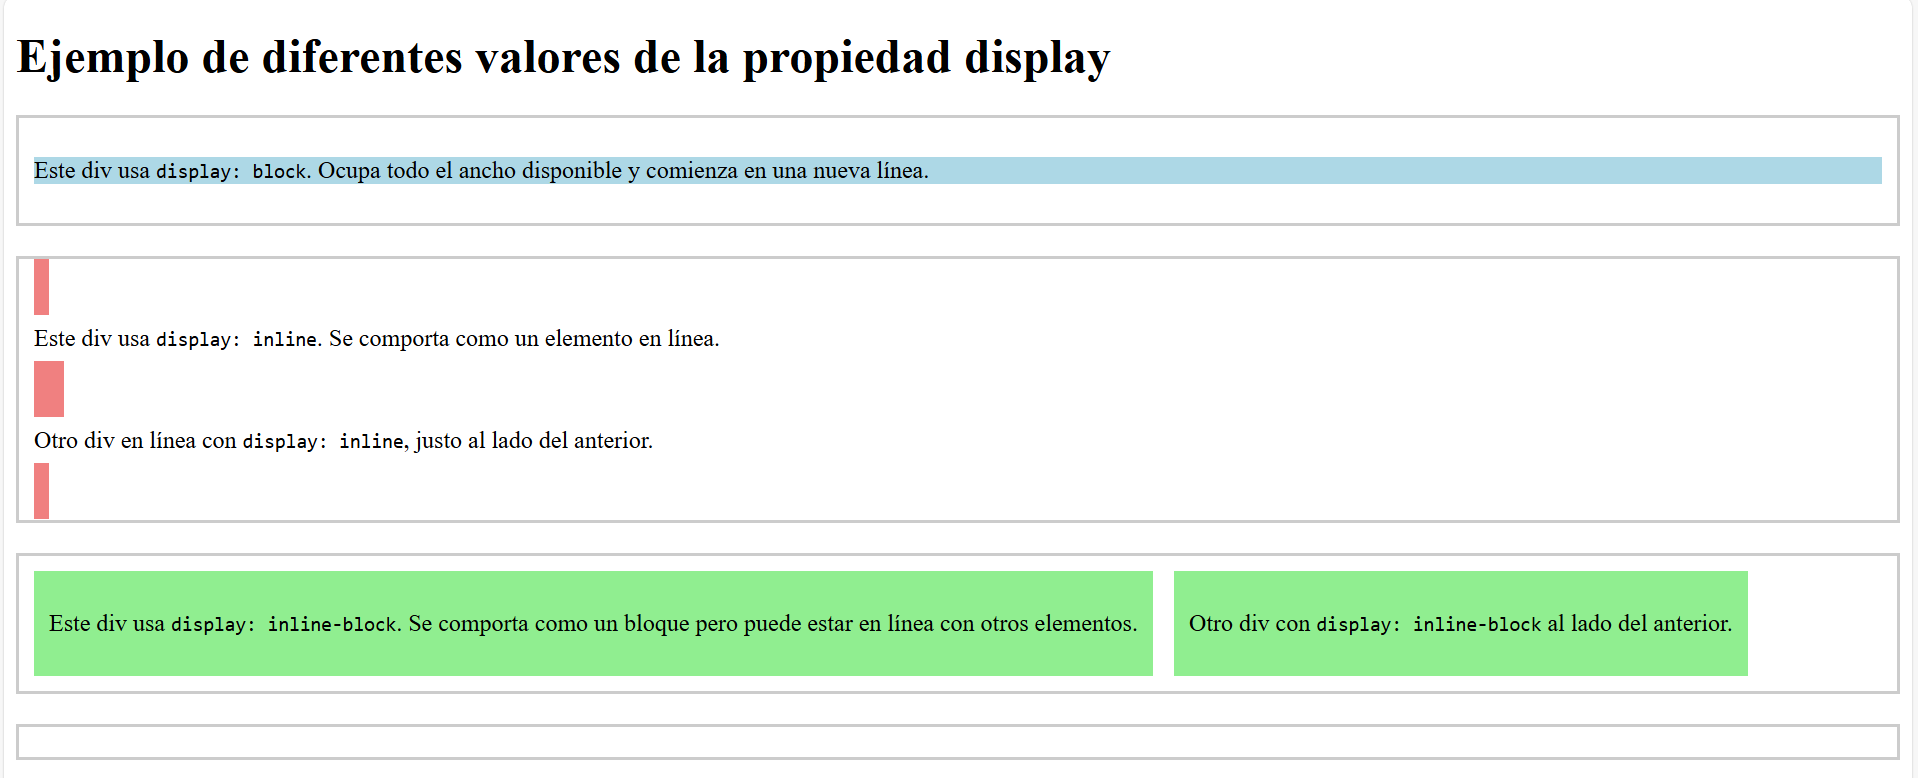 Ejemplo de diferentes valores de la propiedad display
Este div usa display: block. Ocupa todo el ancho disponible y comienza en una nueva línea.
Este div usa display: inline. Se comporta como un elemento en línea.
Otro div en línea con display: inline, justo al lado del anterior.
Este div usa display: inline-block. Se comporta como un bloque pero puede estar en línea con otros elementos.
Otro div con display: inline-block al lado del anterior.